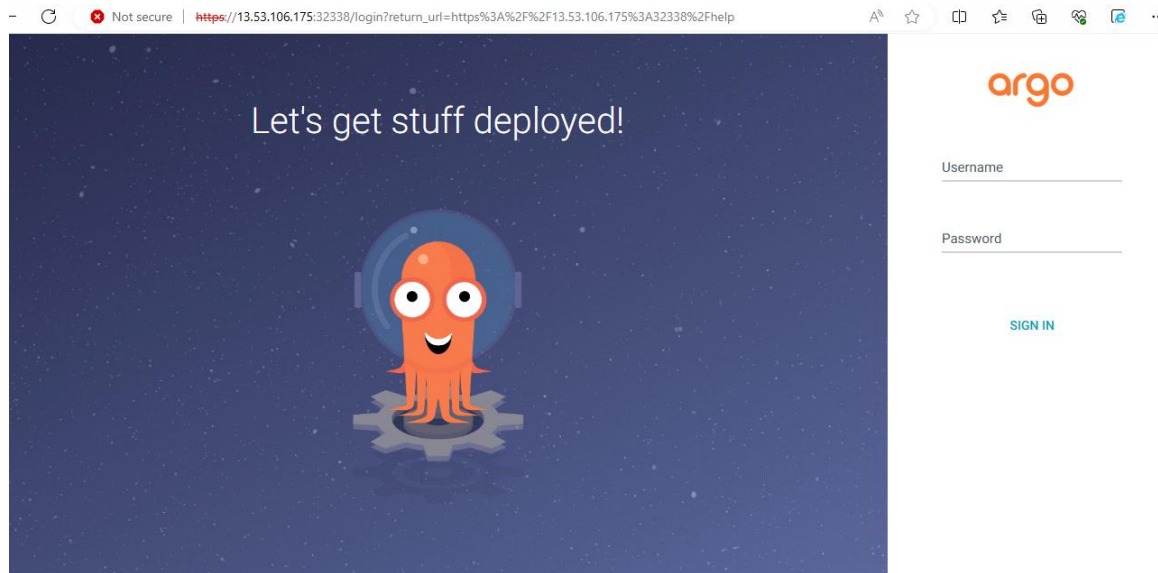 Not secure | https://13.53.106.175:32338/login?return_url=https%3A%2F%2F13.53.106.175%3A32338%2Fhelp
Let's get stuff deployed!
argo
Username
Password
SIGN IN